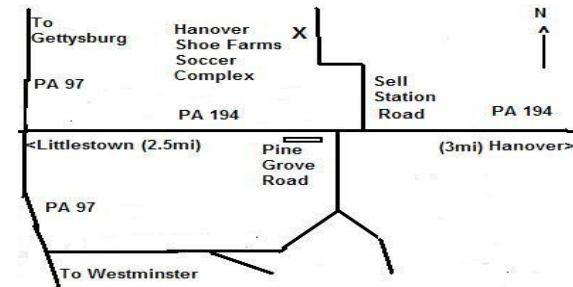 To
Gettysburg
Hanover
Shoe Farms
Soccer
Complex
X
N
^
PA 97
Sell
Station
Road
PA 194
PA 194
<Littlestown (2.5mi)
Pine
Grove
Road
(3mi) Hanover>
PA 97
To Westminster